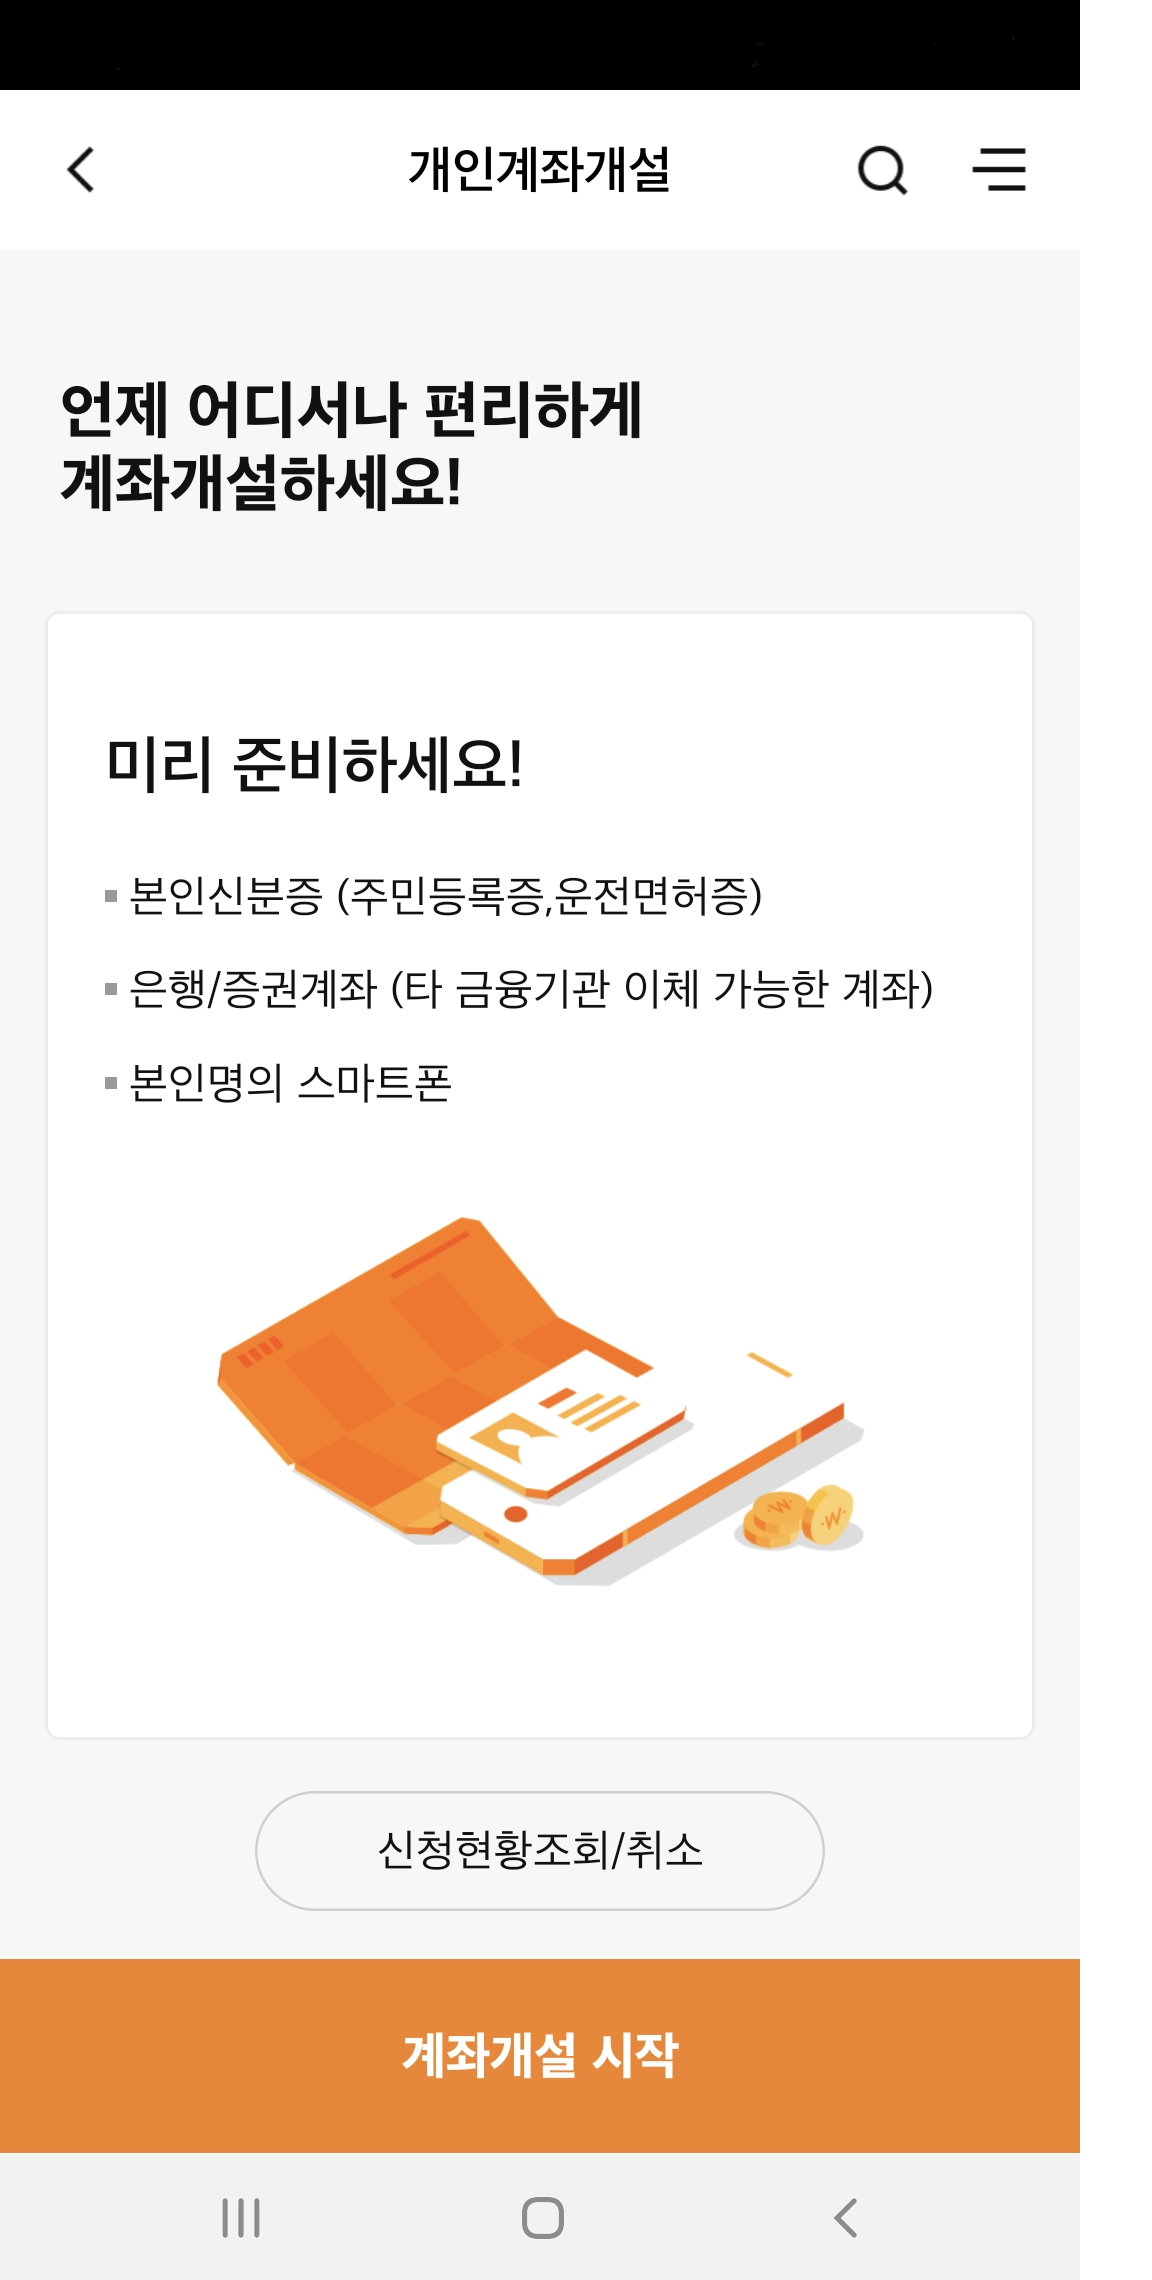 개인계좌개설
언제 어디서나 편리하게
계좌개설하세요!
미리 준비하세요!
본인신분증 (주민등록증,운전면허증)
은행/증권계좌 (타 금융기관 이체 가능한 계좌)
본인명의 스마트폰
신청현황조회/취소
계좌개설 시작